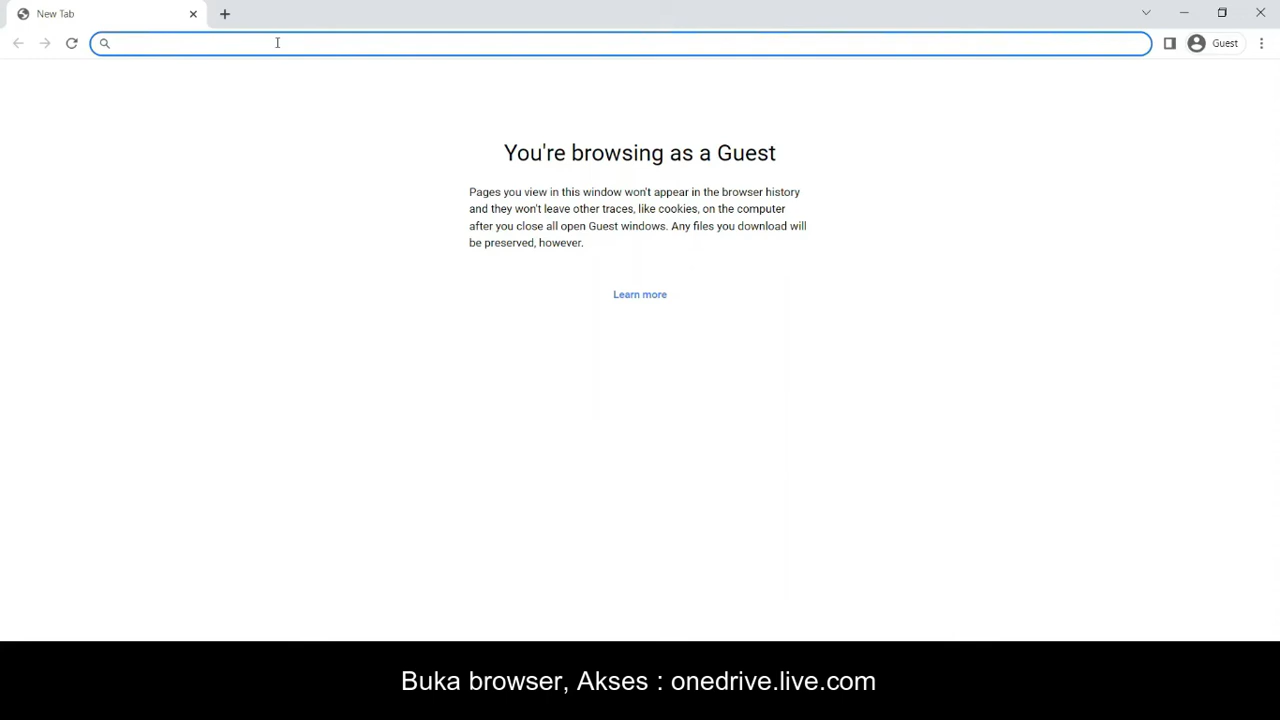 New Tab
Guest
You're browsing as a Guest
Pages you view in this window won't appear in the browser history
and they won't leave other traces, like cookies, on the computer
after you close all open Guest windows. Any files you download will
be preserved, however.
Learn more
Buka browser, Akses : onedrive.live.com